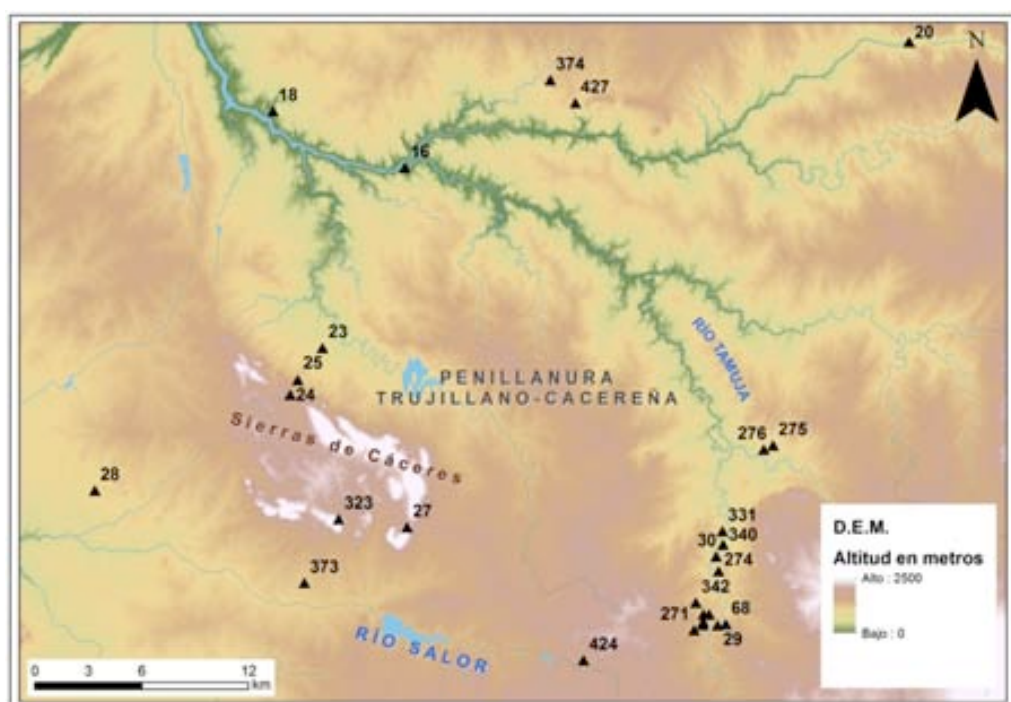 20
N
374
427
18
16
23
25
24
PENILLANURA
TRUJILLANO-CACEREÑA
RÍO TAMUJA
Sierras de Cáceres
276
275
28
323
27
331
340
30
274
373
342
271
68
29
424
RÍO SALOR
D.E.M.
Altitud en metros
Alto : 2500
Bajo : 0
0 3 6 12
km